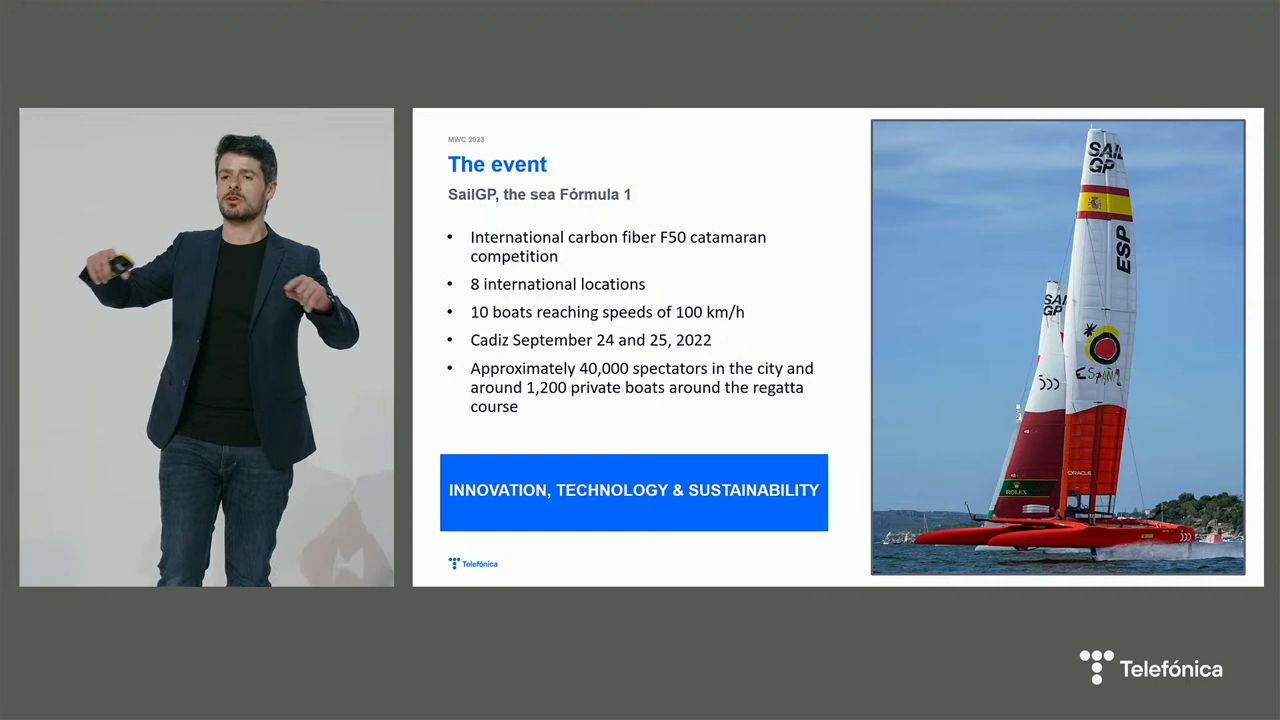 MWC 2023
The event
SailGP, the sea Fórmula 1
• International carbon fiber F50 catamaran
competition
• 8 international locations
• 10 boats reaching speeds of 100 km/h
• Cadiz September 24 and 25, 2022
• Approximately 40,000 spectators in the city and
around 1,200 private boats around the regatta
course
INNOVATION, TECHNOLOGY & SUSTAINABILITY
Telefónica
SAIL
GP
ESP
SAI
GP
ESPAÑA
ORACLE
ROLEX
Telefónica